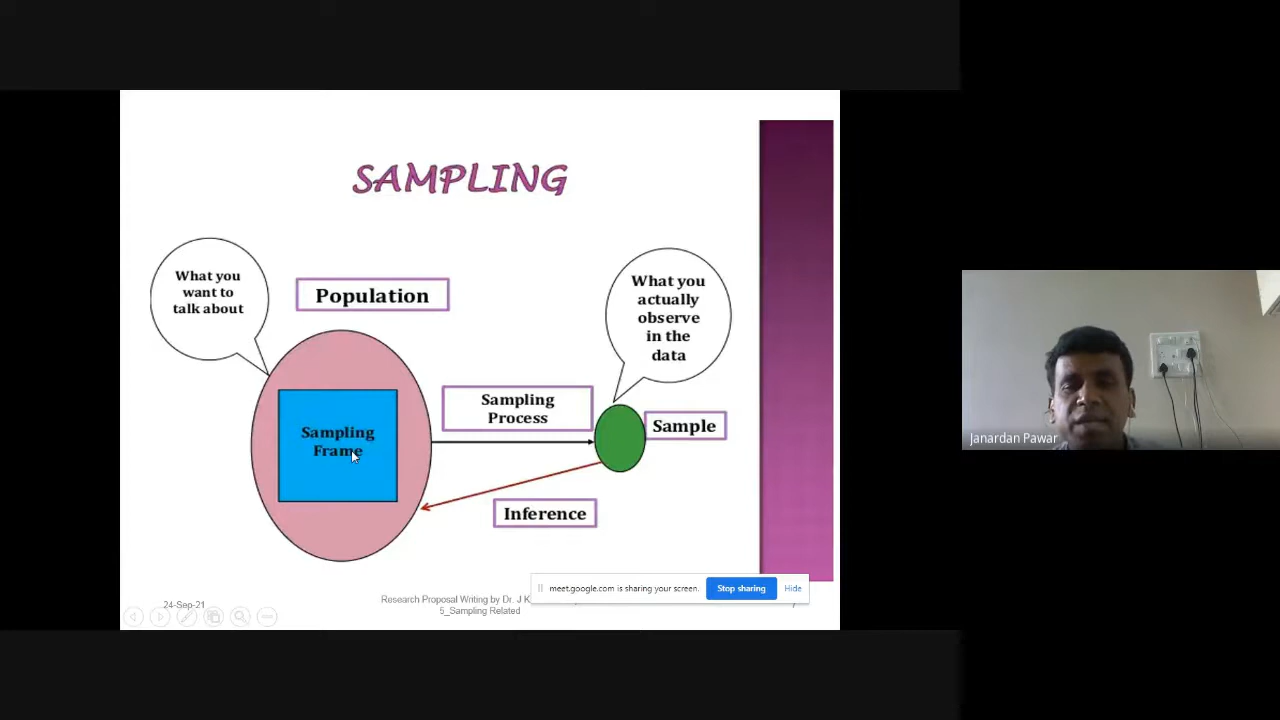 SAMPLING
What you
want to
talk about
Population
What you
actually
observe
in the
data
Sampling
Frame
Sampling
Process
Sample
Inference
Janardan Pawar
meet.google.com is sharing your screen.
Stop sharing
Hide
24-Sep-21
Research Proposal Writing by Dr. J
5_Sampling Related
7